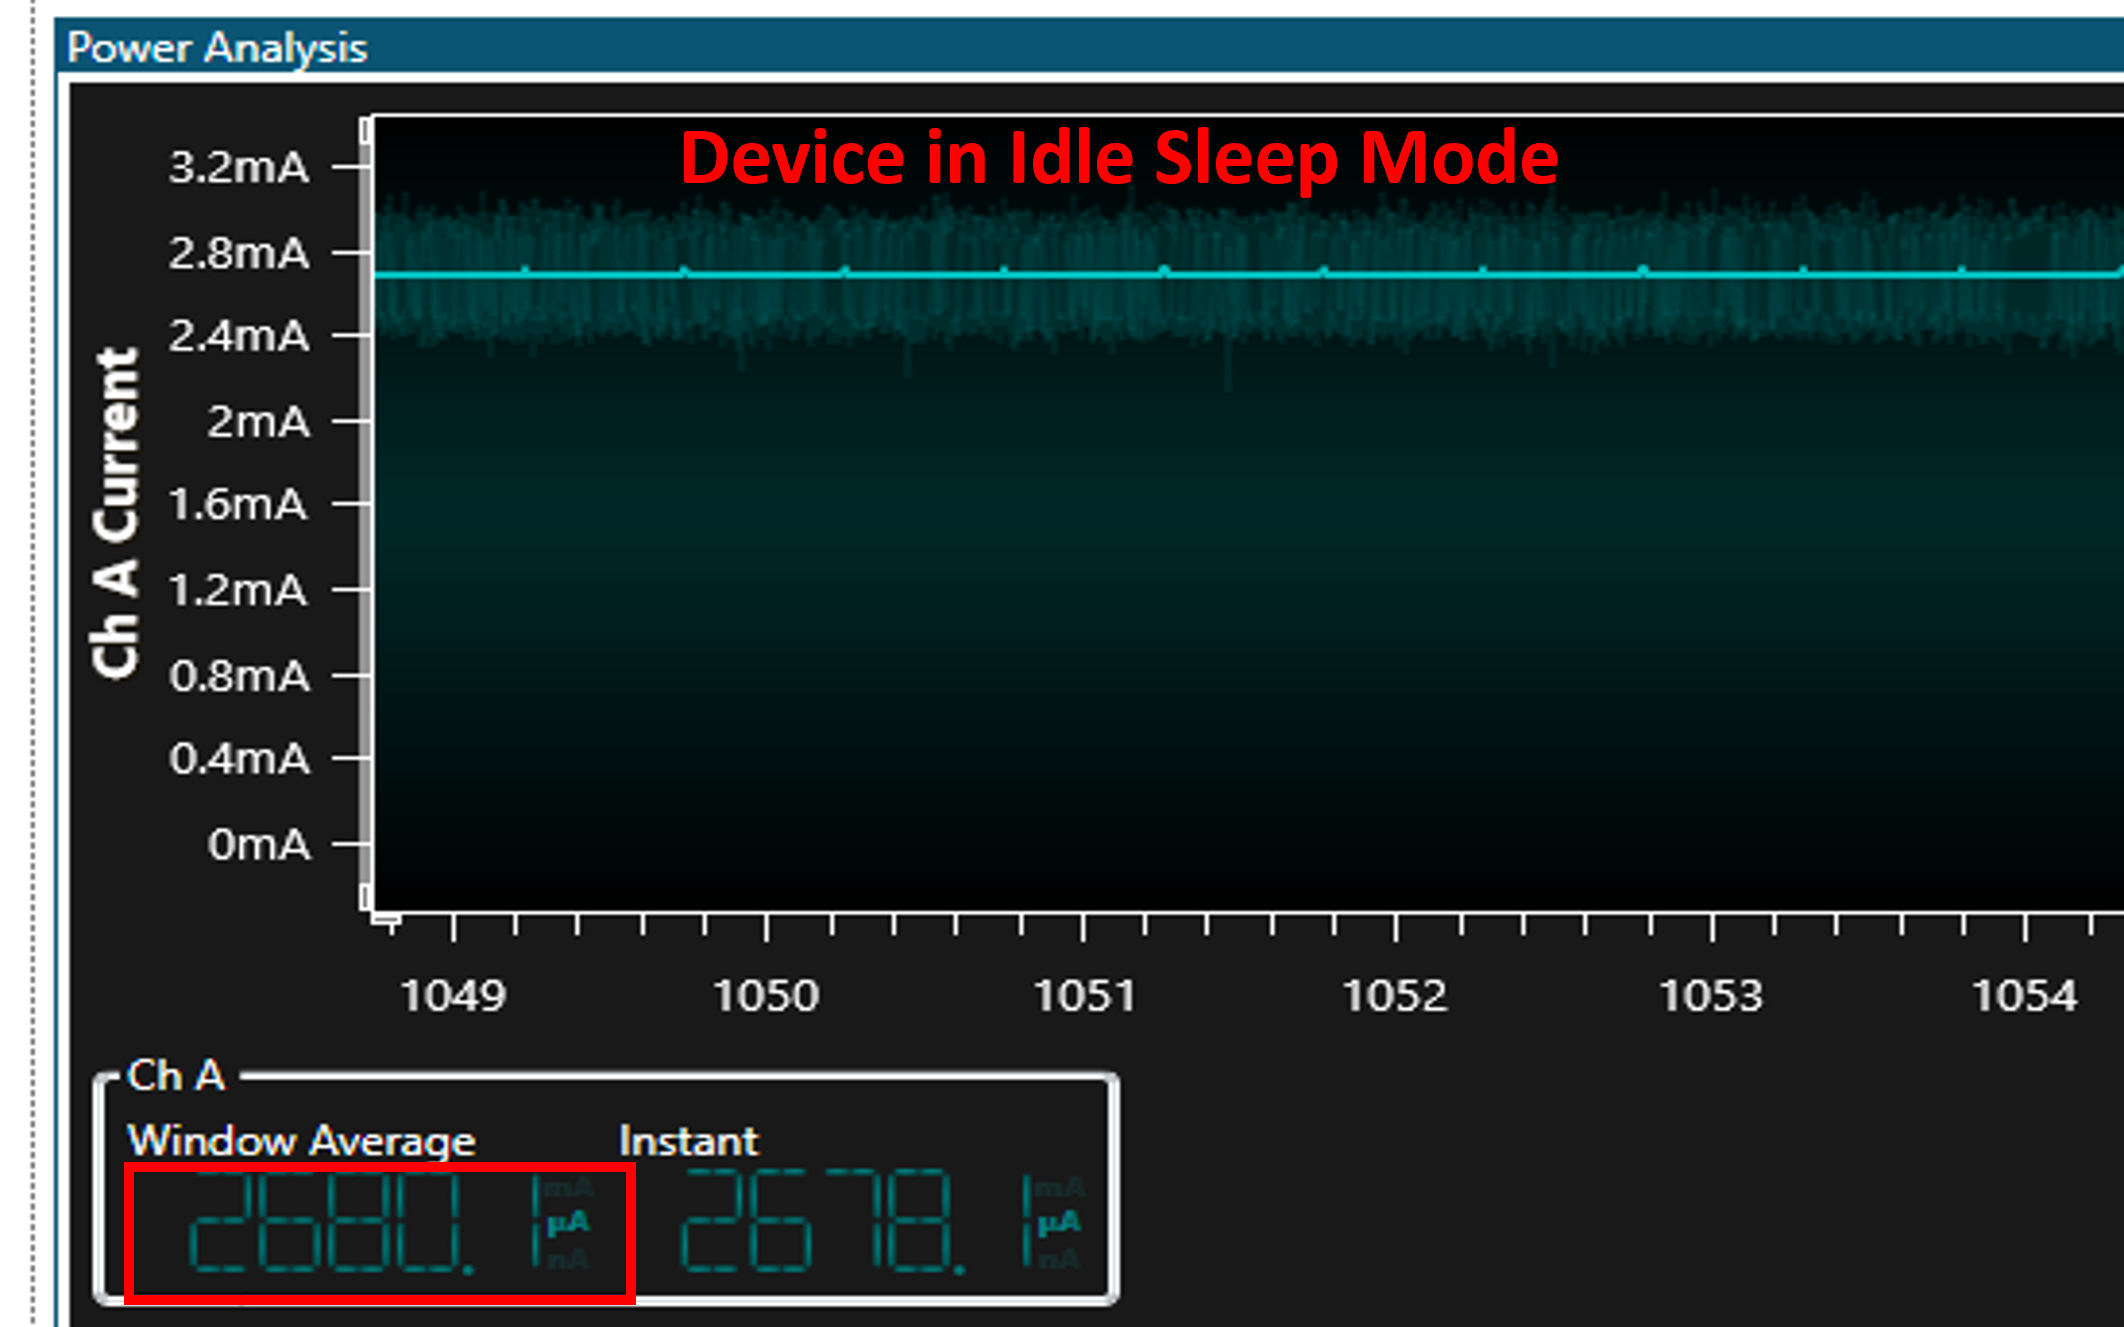 Power Analysis
Device in Idle Sleep Mode
3.2mA
2.8mA
2.4mA
2mA
1.6mA
1.2mA
0.8mA
0.4mA
0mA
Ch A Current
1049 1050 1051 1052 1053 1054
Ch A
Window Average Instant
2680.1 mA µA nA 2678.1 mA µA nA